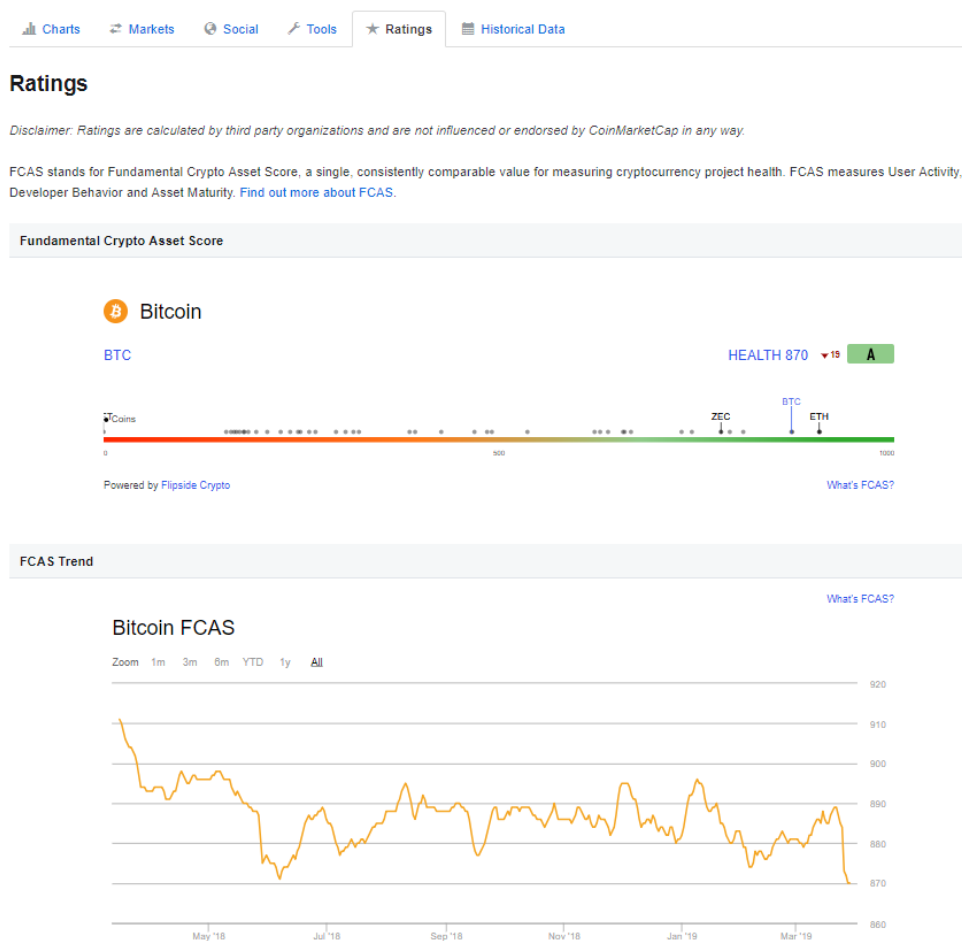 Charts Markets Social Tools Ratings Historical Data
Ratings
Disclaimer: Ratings are calculated by third party organizations and are not influenced or endorsed by CoinMarketCap in any way.
FCAS stands for Fundamental Crypto Asset Score, a single, consistently comparable value for measuring cryptocurrency project health. FCAS measures User Activity,
Developer Behavior and Asset Maturity. Find out more about FCAS.
Fundamental Crypto Asset Score
Bitcoin
BTC HEALTH 870 19 A
BTC
Coins ZEC ETH
0 500 1000
Powered by Flipside Crypto What's FCAS?
FCAS Trend
What's FCAS?
Bitcoin FCAS
Zoom 1m 3m 6m YTD 1y All
920
910
900
890
880
870
860
May '18 Jul '18 Sep '18 Nov '18 Jan '19 Mar '19